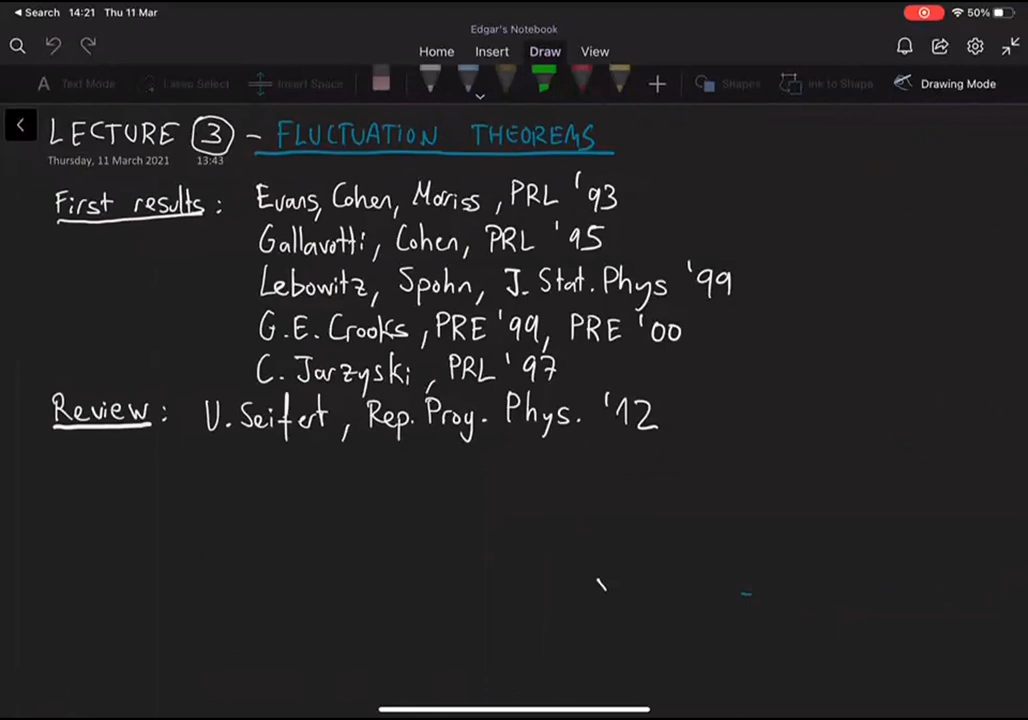 Search 14:21 Thu 11 Mar 50%
Edgar's Notebook
Home Insert Draw View
Text Mode Lasso Select Insert Space Shapes Ink to Shape Drawing Mode
LECTURE 3 - FLUCTUATION THEOREMS
Thursday, 11 March 2021 13:43
First results: Evans, Cohen, Morriss, PRL '93
Gallavotti, Cohen, PRL '95
Lebowitz, Spohn, J. Stat. Phys '99
G.E. Crooks, PRE '99, PRE '00
C. Jarzyski, PRL '97
Review: U. Seifert, Rep. Prog. Phys. '12